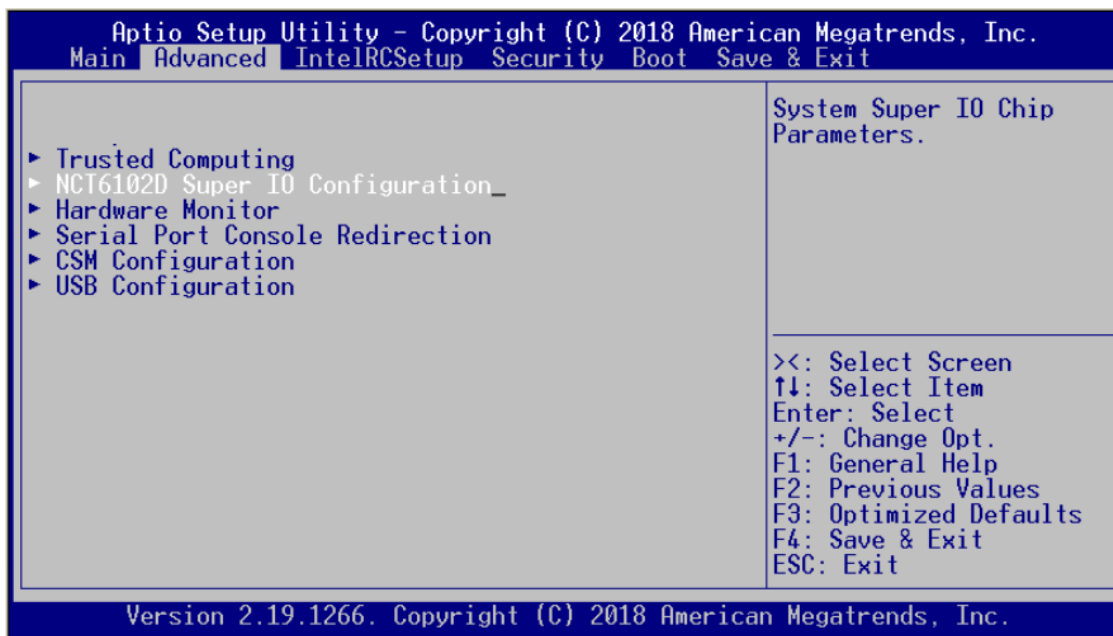 Aptio Setup Utility – Copyright (C) 2018 American Megatrends, Inc.
Main Advanced IntelRCSetup Security Boot Save & Exit
► Trusted Computing
► NCT6102D Super IO Configuration_
► Hardware Monitor
► Serial Port Console Redirection
► CSM Configuration
► USB Configuration
System Super IO Chip
Parameters.
><: Select Screen
↑↓: Select Item
Enter: Select
+/-: Change Opt.
F1: General Help
F2: Previous Values
F3: Optimized Defaults
F4: Save & Exit
ESC: Exit
Version 2.19.1266. Copyright (C) 2018 American Megatrends, Inc.